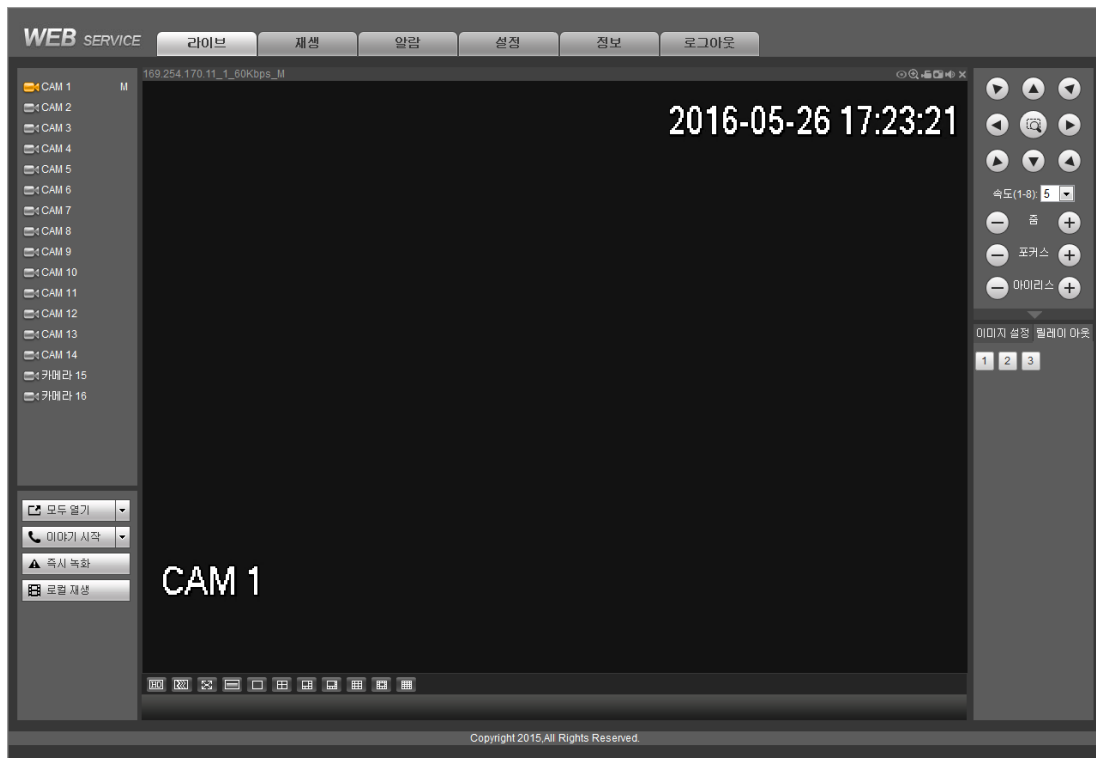 WEB SERVICE
라이브 재생 알람 설정 정보 로그아웃
169.254.170.11_1_60Kbps_M
2016-05-26 17:23:21
CAM 1 M
CAM 2
CAM 3
CAM 4
CAM 5
CAM 6
CAM 7
CAM 8
CAM 9
CAM 10
CAM 11
CAM 12
CAM 13
CAM 14
카메라 15
카메라 16
모두 열기
이야기 시작
즉시 녹화
로컬 재생
CAM 1
속도(1-8): 5
줌
포커스
아이리스
이미지 설정 릴레이 아웃
1 2 3
Copyright 2015,All Rights Reserved.